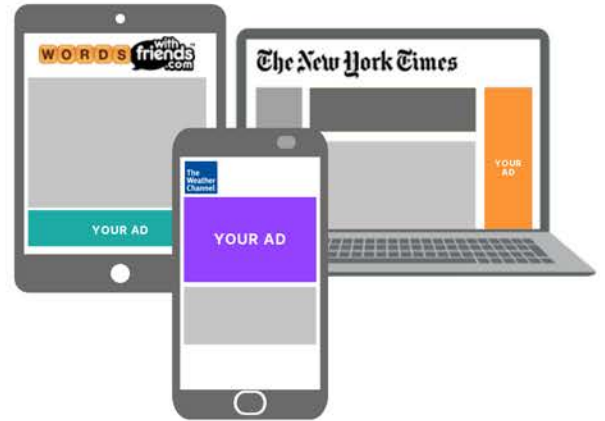 WORDS with
friends
.com
YOUR AD
The
Weather
Channel
YOUR AD
The New York Times
YOUR
AD